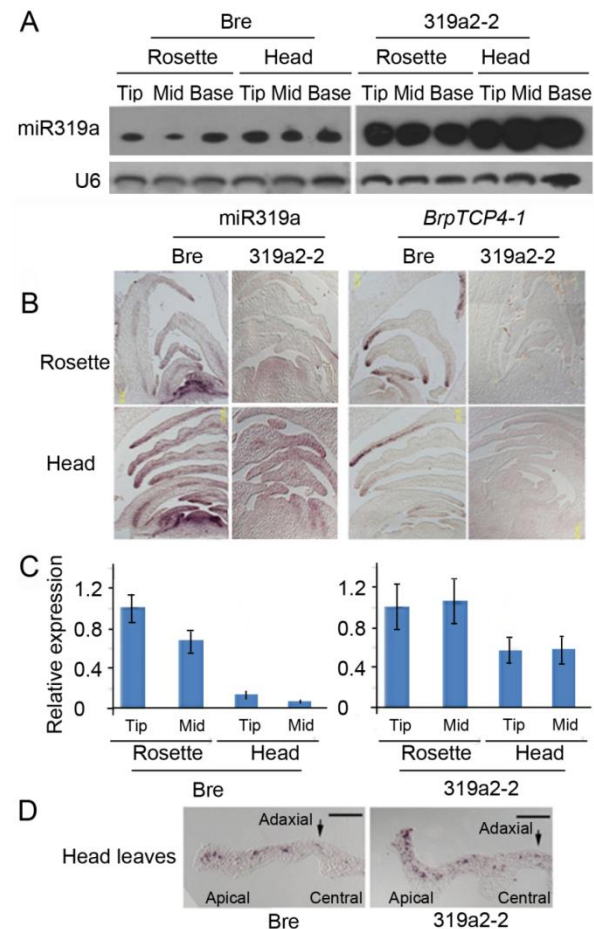 A
Bre 319a2-2
Rosette Head Rosette Head
Tip Mid Base Tip Mid Base Tip Mid Base Tip Mid Base
miR319a
U6
miR319a BrpTCP4-1
Bre 319a2-2 Bre 319a2-2
B
Rosette
Head
C
Relative expression
1.2 1.2
0.8 0.8
0.4 0.4
0 0
Tip Mid Tip Mid Tip Mid Tip Mid
Rosette Head Rosette Head
Bre 319a2-2
D
Adaxial Adaxial
Head leaves
Apical Central Apical Central
Bre 319a2-2